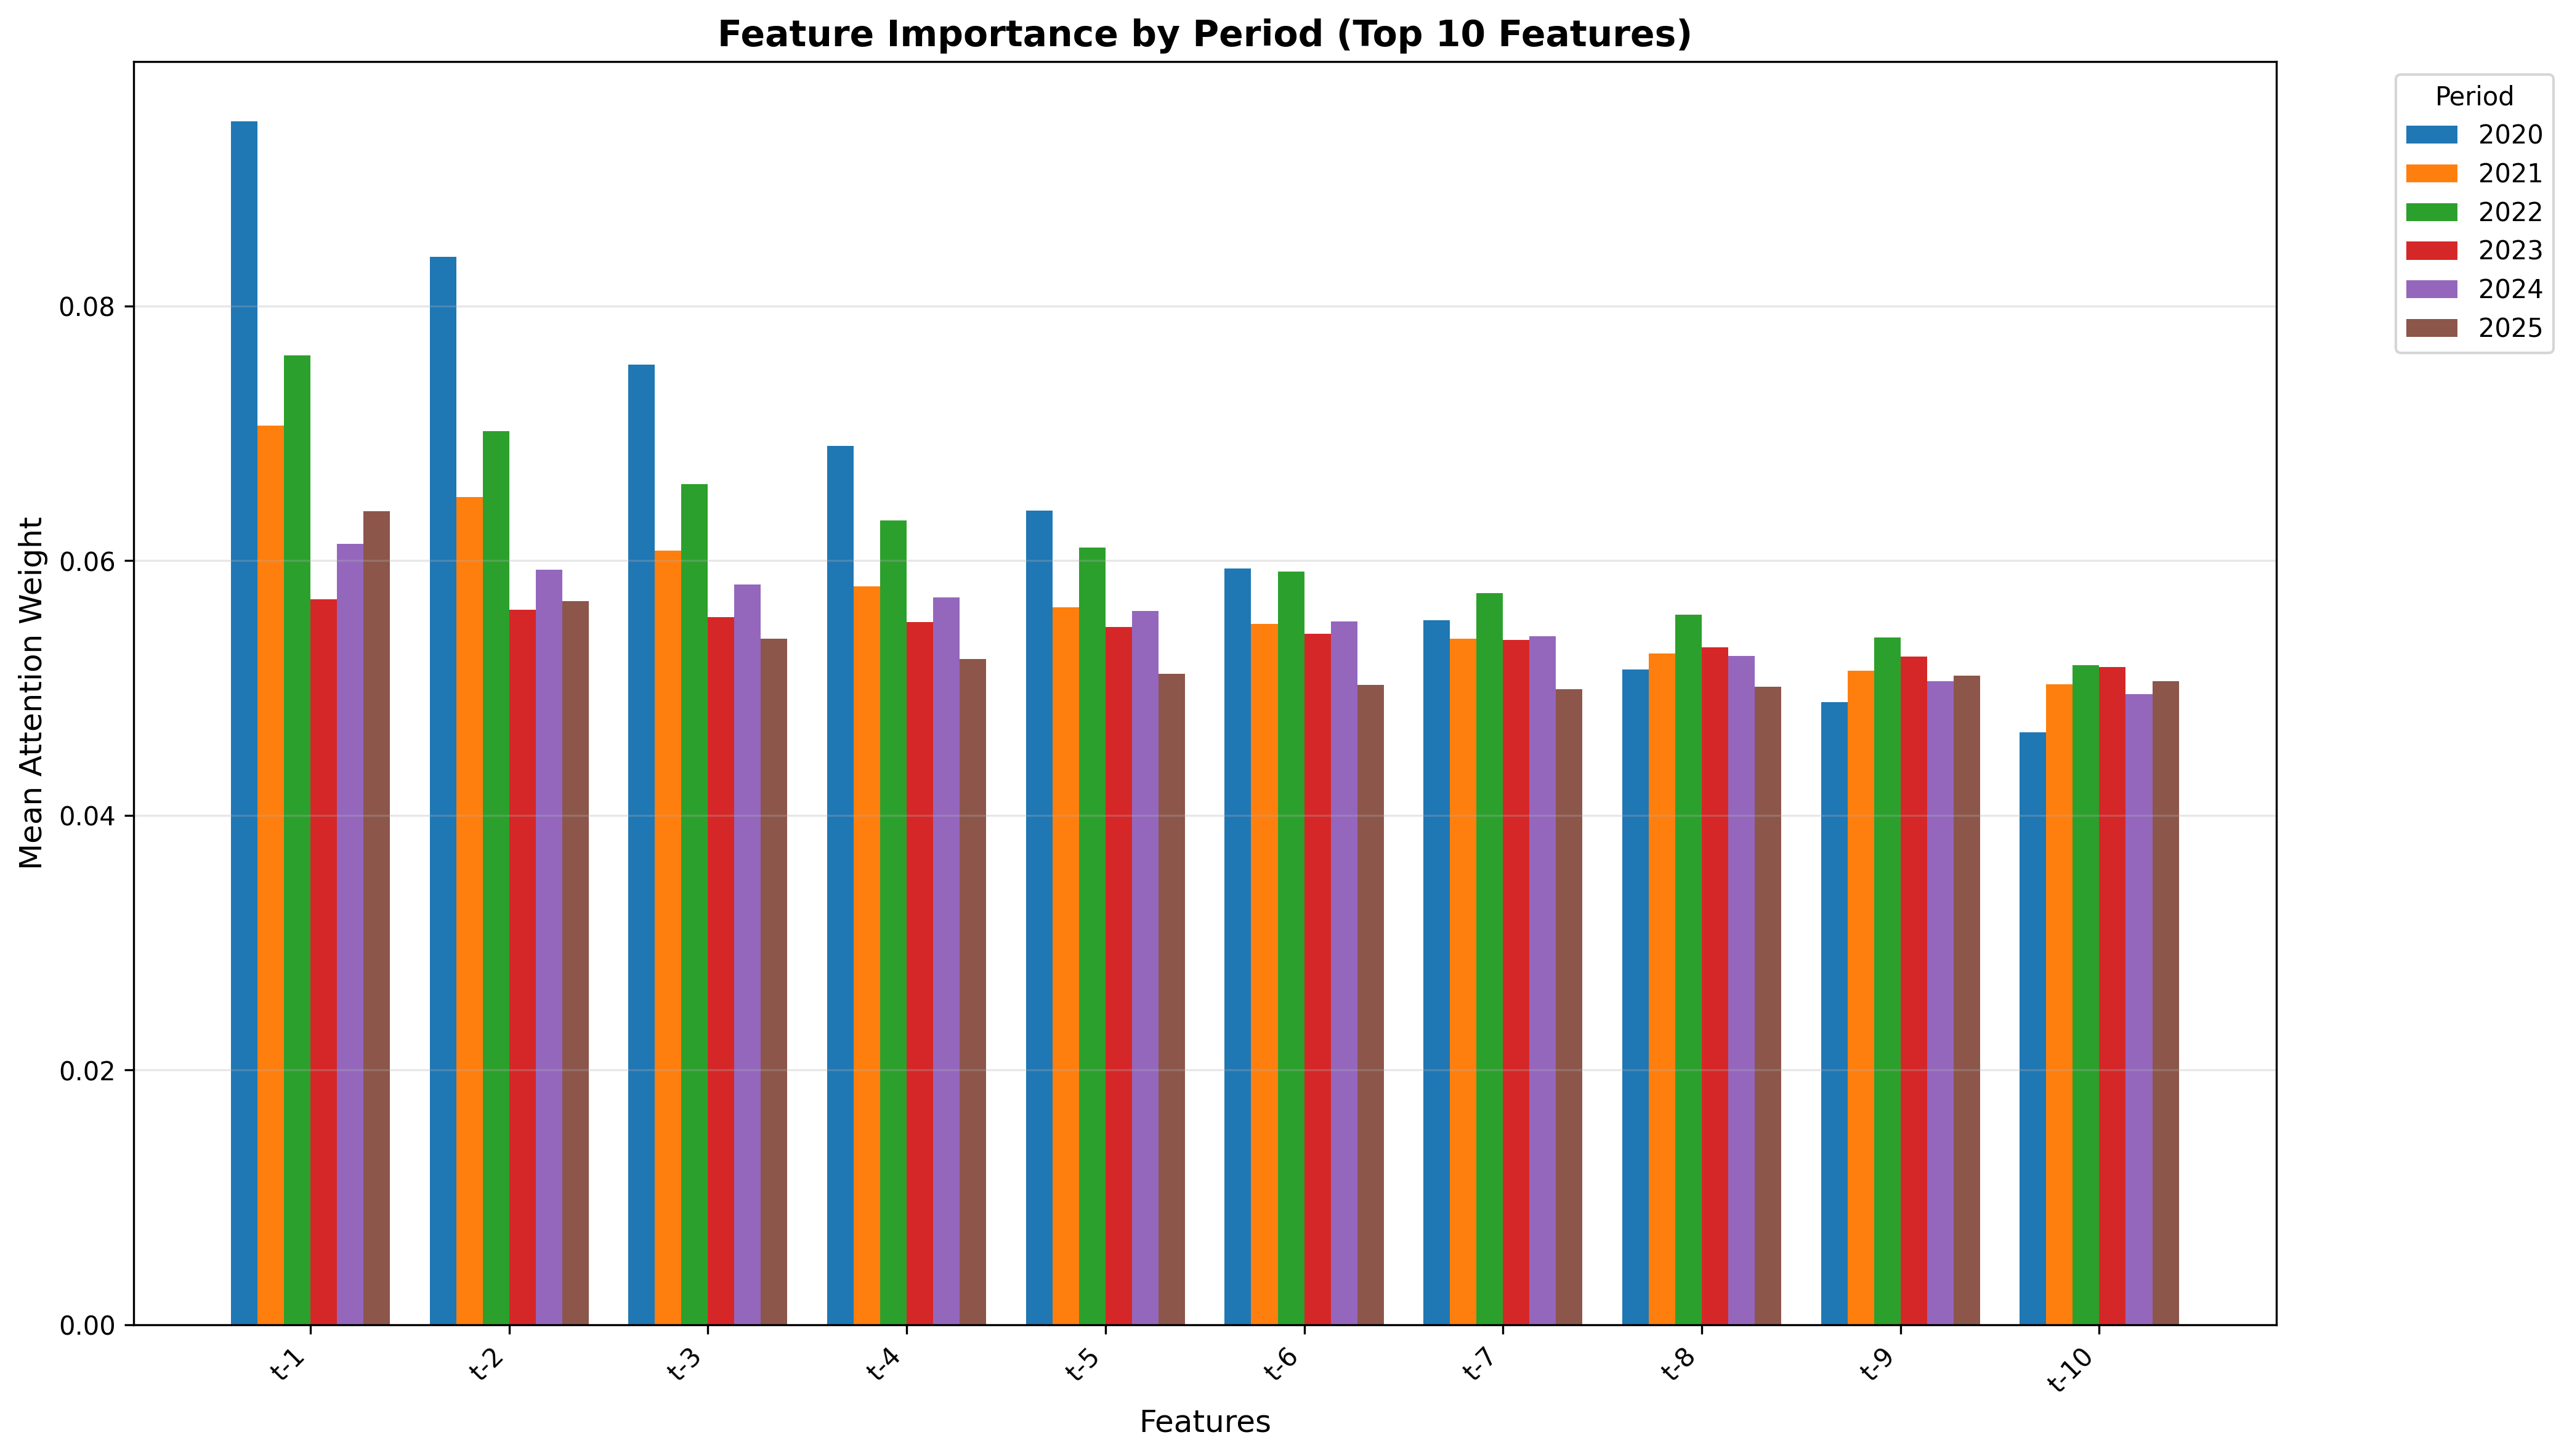 Feature Importance by Period (Top 10 Features)
Period
2020
2021
2022
2023
2024
2025
Mean Attention Weight
0.08
0.06
0.04
0.02
0.00
t-1
t-2
t-3
t-4
t-5
t-6
t-7
t-8
t-9
t-10
Features